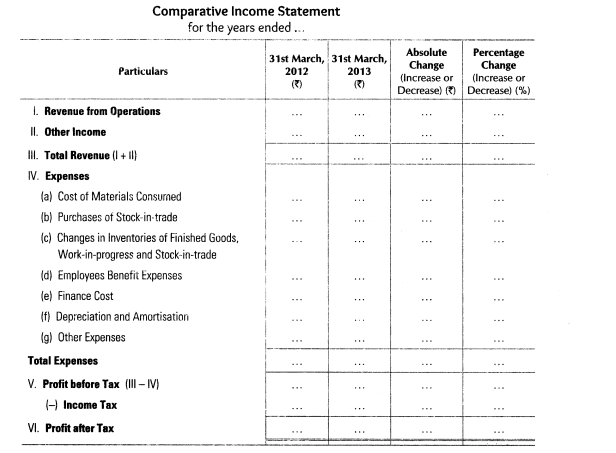 Comparative Income Statement
for the years ended ...
Particulars
31st March, 2012 (₹)
31st March, 2013 (₹)
Absolute Change (Increase or Decrease) (₹)
Percentage Change (Increase or Decrease) (%)
I. Revenue from Operations ... ... ... ...
II. Other Income ... ... ... ...
III. Total Revenue (I + II) ... ... ... ...
IV. Expenses
(a) Cost of Materials Consumed ... ... ... ...
(b) Purchases of Stock-in-trade ... ... ... ...
(c) Changes in Inventories of Finished Goods, ... ... ... ...
Work-in-progress and Stock-in-trade
(d) Employees Benefit Expenses ... ... ... ...
(e) Finance Cost ... ... ... ...
(f) Depreciation and Amortisation ... ... ... ...
(g) Other Expenses ... ... ... ...
Total Expenses ... ... ... ...
V. Profit before Tax (III – IV) ... ... ... ...
(–) Income Tax ... ... ... ...
VI. Profit after Tax ... ... ... ...